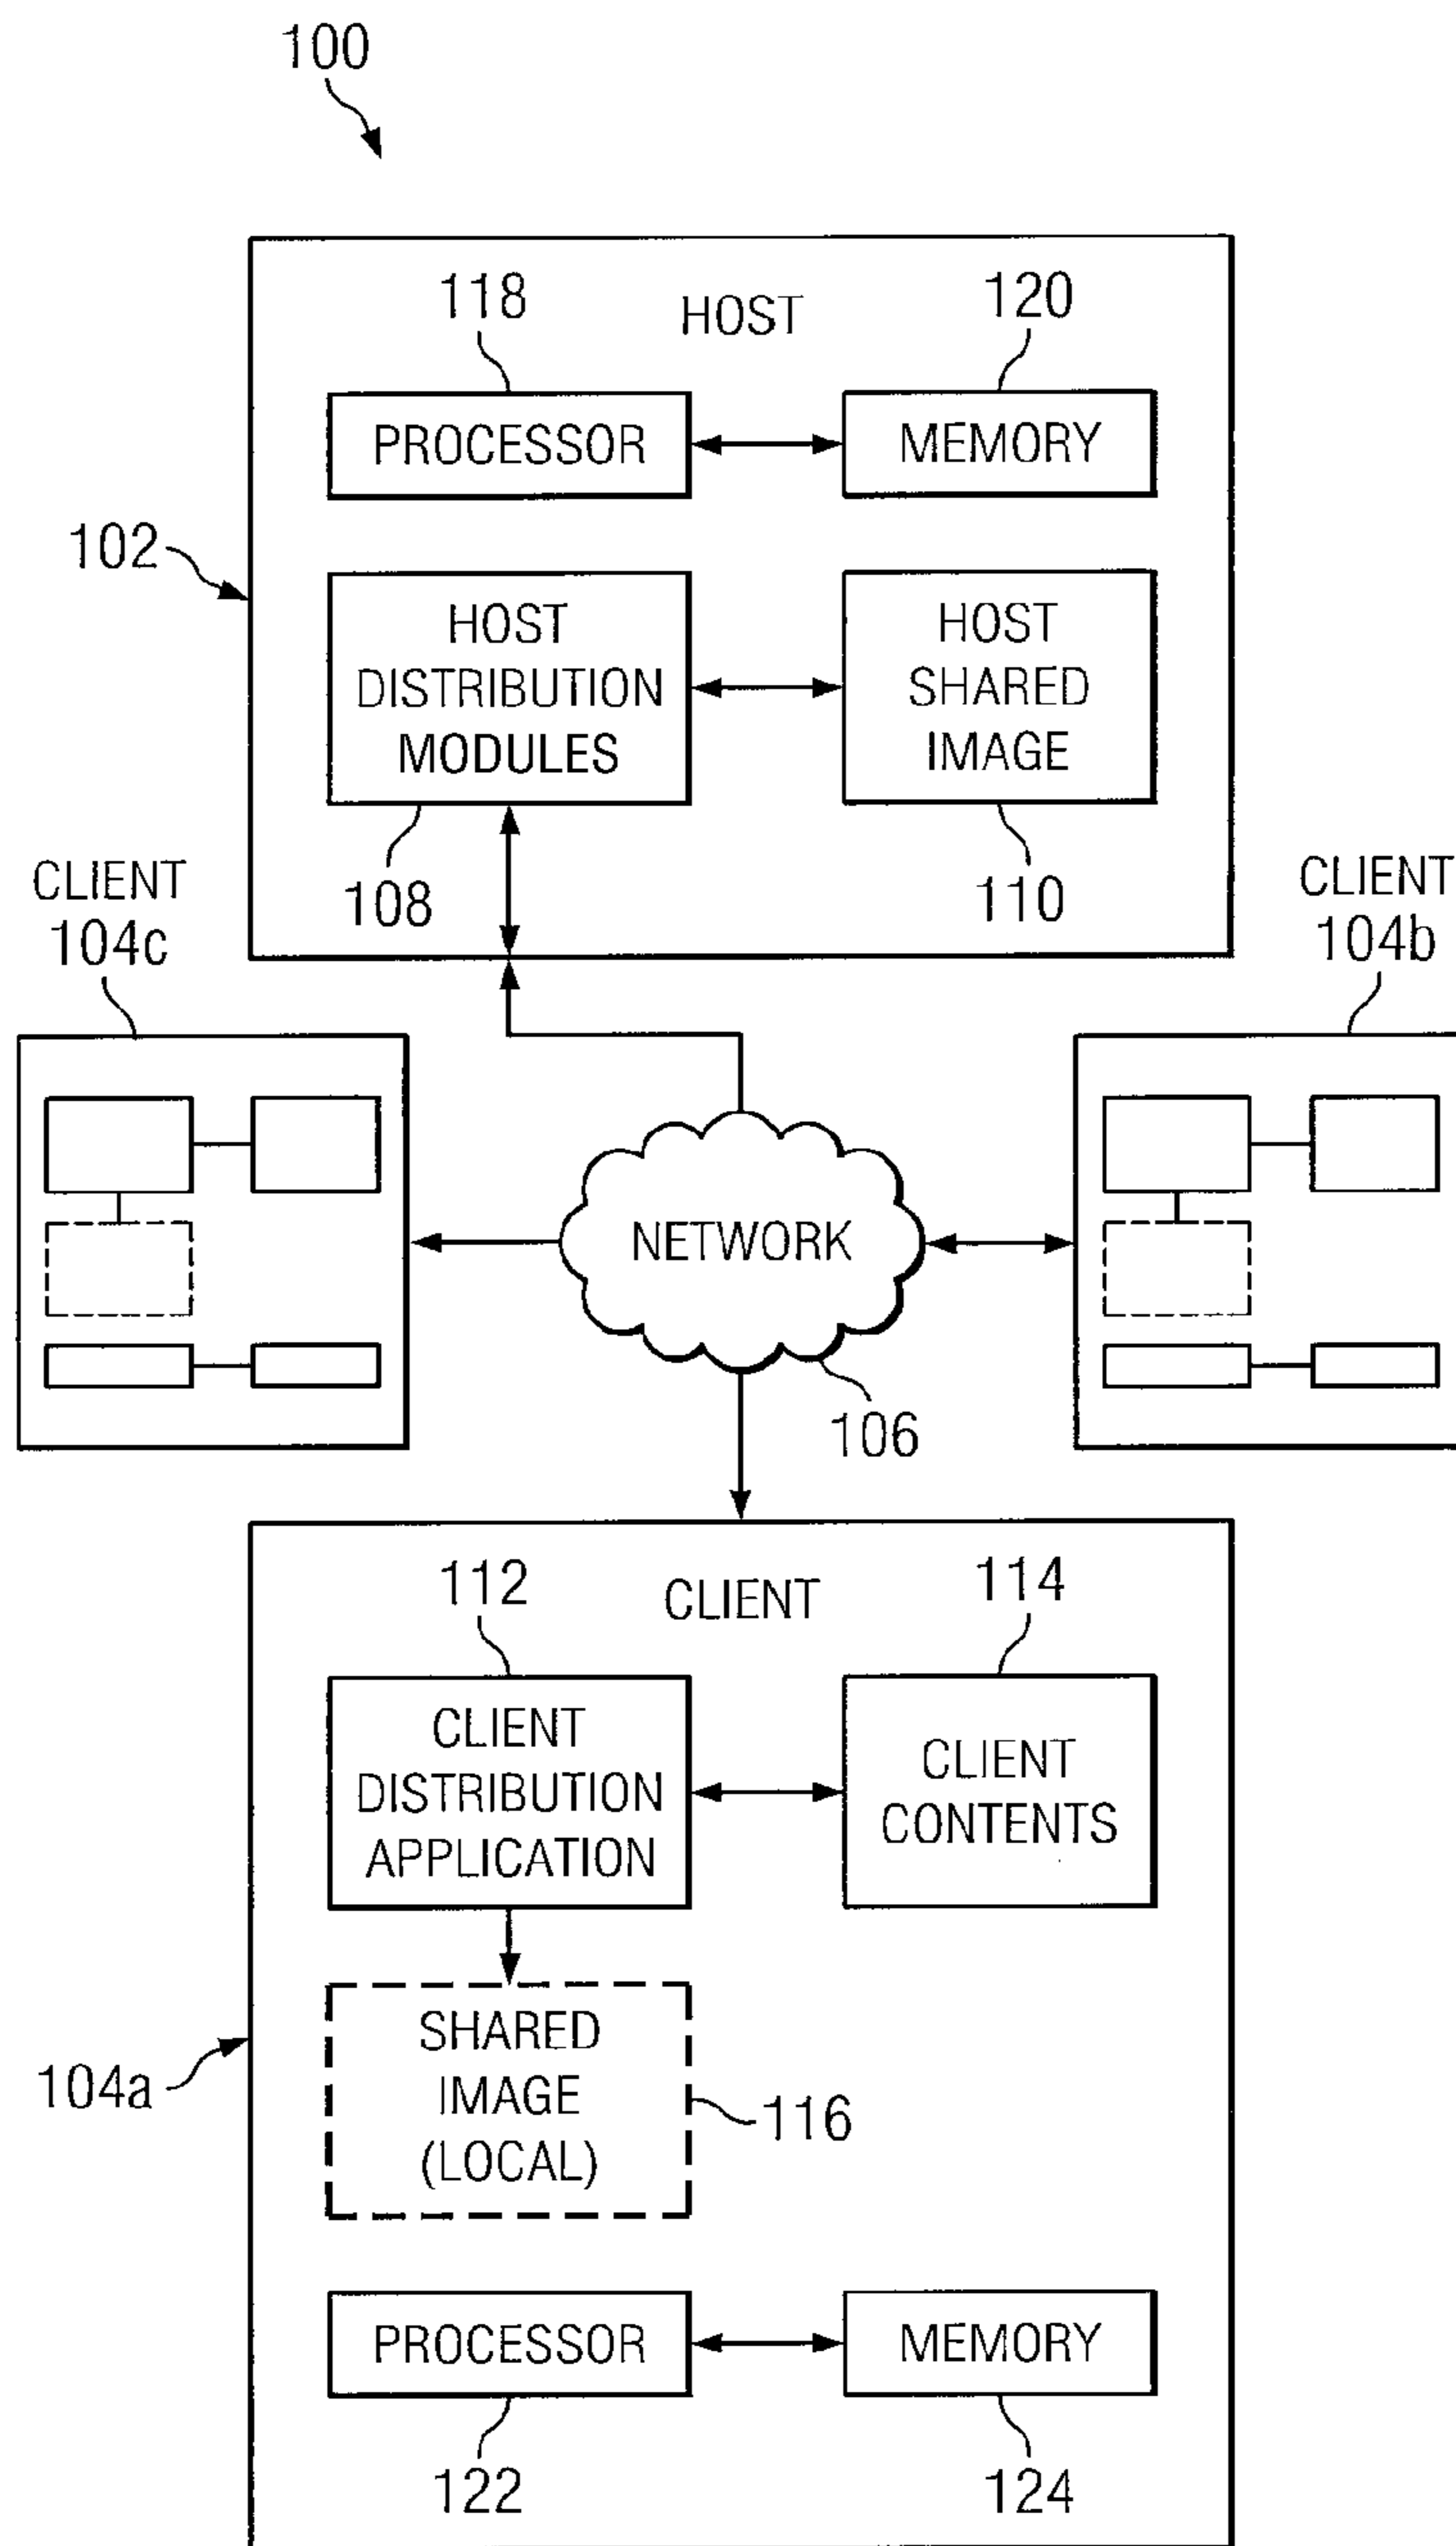 100
118
HOST
120
PROCESSOR
MEMORY
102
HOST
DISTRIBUTION
MODULES
HOST
SHARED
IMAGE
108
110
CLIENT
104c
CLIENT
104b
NETWORK
106
112
CLIENT
114
CLIENT
DISTRIBUTION
APPLICATION
CLIENT
CONTENTS
SHARED
IMAGE
(LOCAL)
104a
116
PROCESSOR
MEMORY
122
124